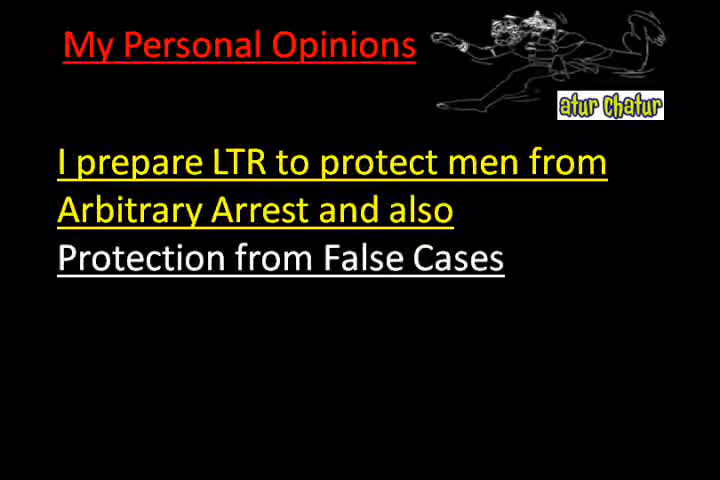 My Personal Opinions
atur chatur
I prepare LTR to protect men from
Arbitrary Arrest and also
Protection from False Cases